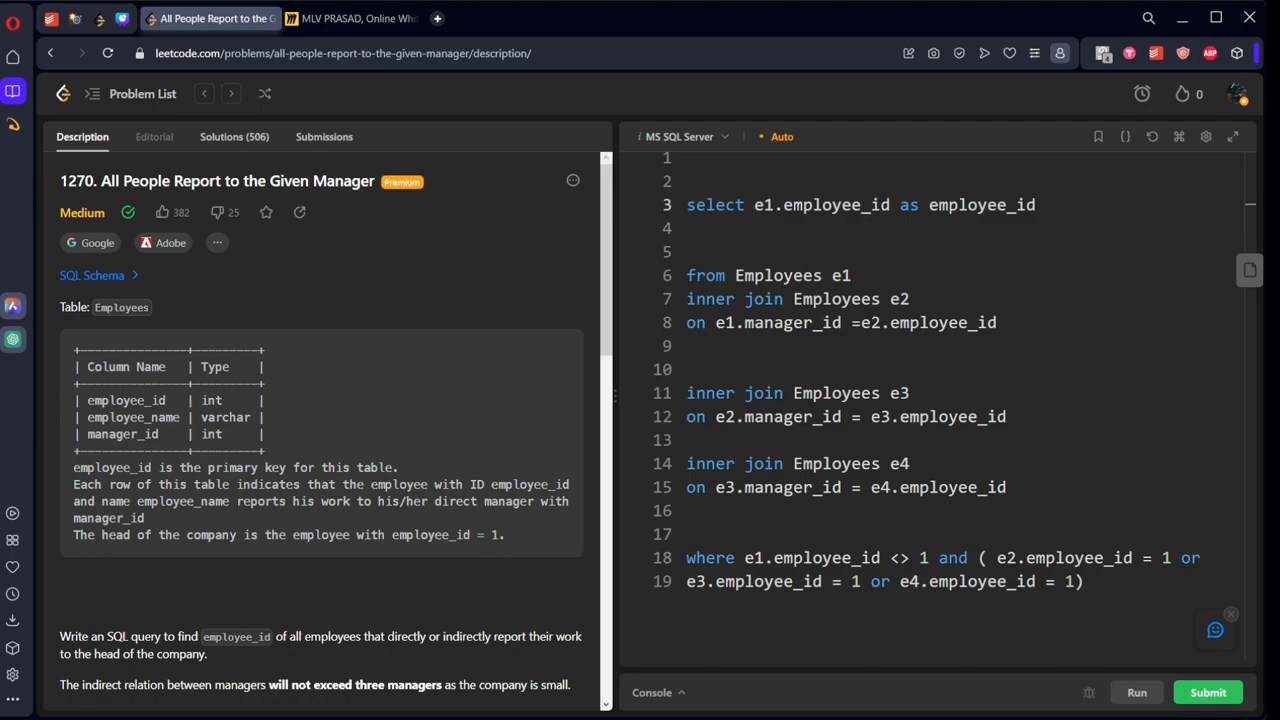 All People Report to the G
MLV PRASAD, Online Whi
leetcode.com/problems/all-people-report-to-the-given-manager/description/
4
ABP
Problem List
0
Description
Editorial
Solutions (506)
Submissions
1270. All People Report to the Given Manager
Premium
Medium
382
25
Google
Adobe
SQL Schema
Table: Employees
+---------------+---------+
| Column Name | Type |
+---------------+---------+
| employee_id | int |
| employee_name | varchar |
| manager_id | int |
+---------------+---------+
employee_id is the primary key for this table.
Each row of this table indicates that the employee with ID employee_id
and name employee_name reports his work to his/her direct manager with
manager_id
The head of the company is the employee with employee_id = 1.
Write an SQL query to find employee_id of all employees that directly or indirectly report their work
to the head of the company.
The indirect relation between managers will not exceed three managers as the company is small.
MS SQL Server
Auto
1
2
3 select e1.employee_id as employee_id
4
5
6 from Employees e1
7 inner join Employees e2
8 on e1.manager_id =e2.employee_id
9
10
11 inner join Employees e3
12 on e2.manager_id = e3.employee_id
13
14 inner join Employees e4
15 on e3.manager_id = e4.employee_id
16
17
18 where e1.employee_id <> 1 and ( e2.employee_id = 1 or
19 e3.employee_id = 1 or e4.employee_id = 1)
Console
Run
Submit